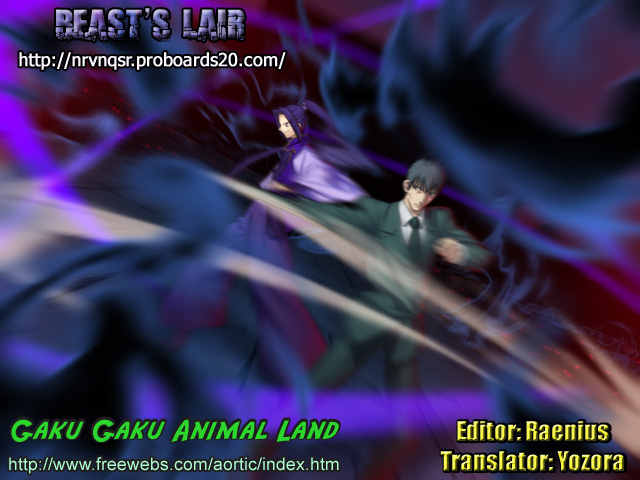 BEAST'S LAIR
http://nrvnqsr.proboards20.com/
GAKU GAKU ANIMAL LAND
http://www.freewebs.com/aortic/index.htm
Editor: Raenius
Translator: Yozora